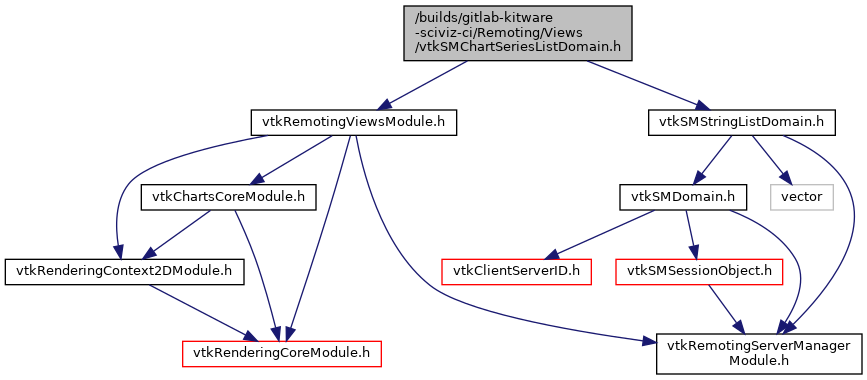 /builds/gitlab-kitware
-sciviz-ci/Remoting/Views
/vtkSMChartSeriesListDomain.h
vtkRemotingViewsModule.h
vtkSMStringListDomain.h
vtkChartsCoreModule.h
vtkSMDomain.h
vector
vtkRenderingContext2DModule.h
vtkClientServerID.h
vtkSMSessionObject.h
vtkRenderingCoreModule.h
vtkRemotingServerManager
Module.h